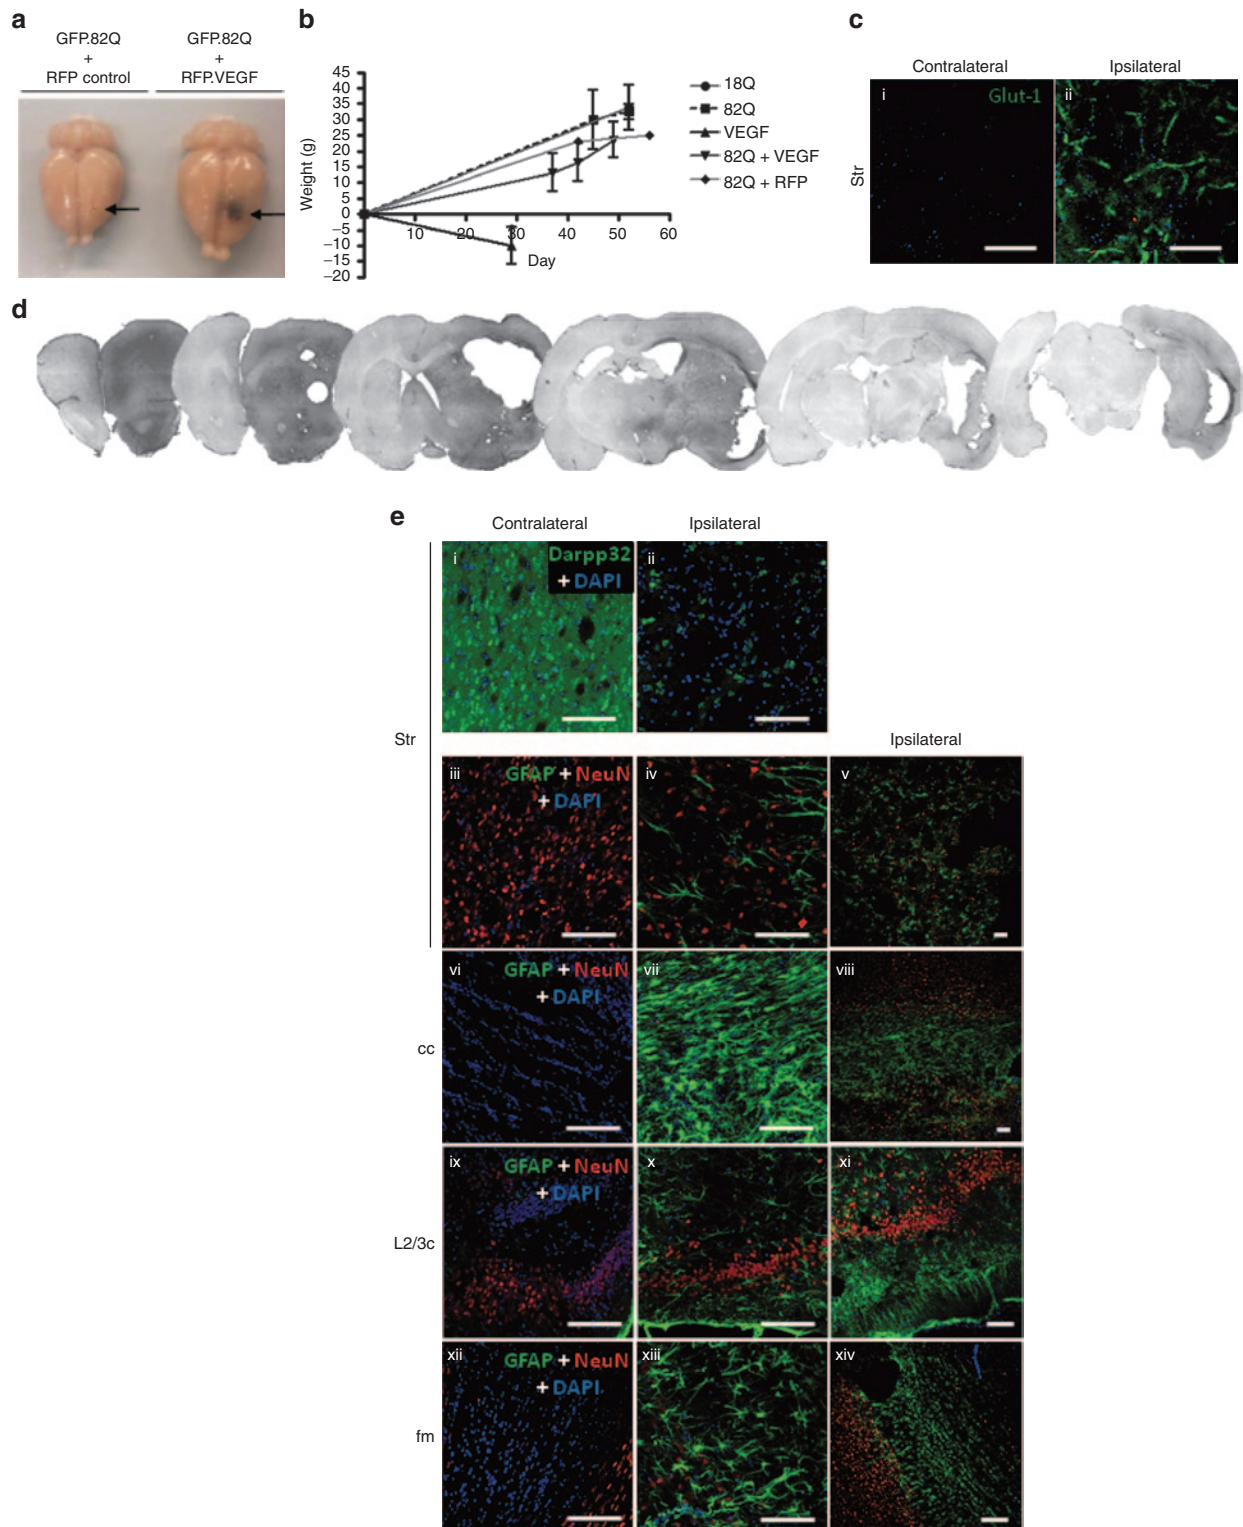 a
GFP.82Q
+
RFP control
GFP.82Q
+
RFP.VEGF
b
Weight (g)
45
40
35
30
25
20
15
10
5
0
−5
−10
−15
−20
10
20
30
40
50
60
Day
18Q
82Q
VEGF
82Q + VEGF
82Q + RFP
c
Contralateral
Ipsilateral
Str
i
Glut-1
ii
d
e
Contralateral
Ipsilateral
Str
i
Darpp32
+ DAPI
ii
Ipsilateral
iii
GFAP + NeuN
+ DAPI
iv
v
cc
vi
GFAP + NeuN
+ DAPI
vii
viii
L2/3c
ix
GFAP + NeuN
+ DAPI
x
xi
fm
xii
GFAP + NeuN
+ DAPI
xiii
xiv